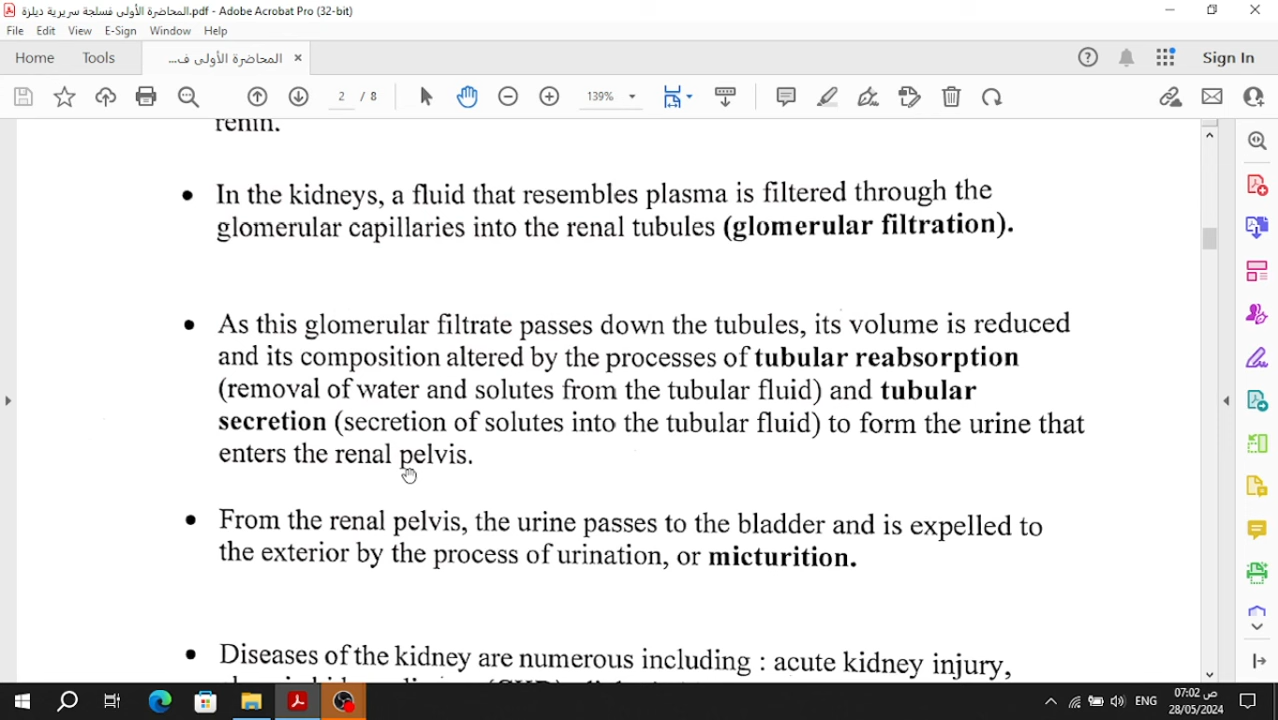 المحاضرة الأولى فسلجة سريرية ديلزة.pdf - Adobe Acrobat Pro (32-bit)
File Edit View E-Sign Window Help
Home Tools المحاضرة الأولى ف... × Sign In
2 / 8 139%
renin.
• In the kidneys, a fluid that resembles plasma is filtered through the
glomerular capillaries into the renal tubules (glomerular filtration).
• As this glomerular filtrate passes down the tubules, its volume is reduced
and its composition altered by the processes of tubular reabsorption
(removal of water and solutes from the tubular fluid) and tubular
secretion (secretion of solutes into the tubular fluid) to form the urine that
enters the renal pelvis.
• From the renal pelvis, the urine passes to the bladder and is expelled to
the exterior by the process of urination, or micturition.
• Diseases of the kidney are numerous including : acute kidney injury,
ENG 07:02 ص
28/05/2024